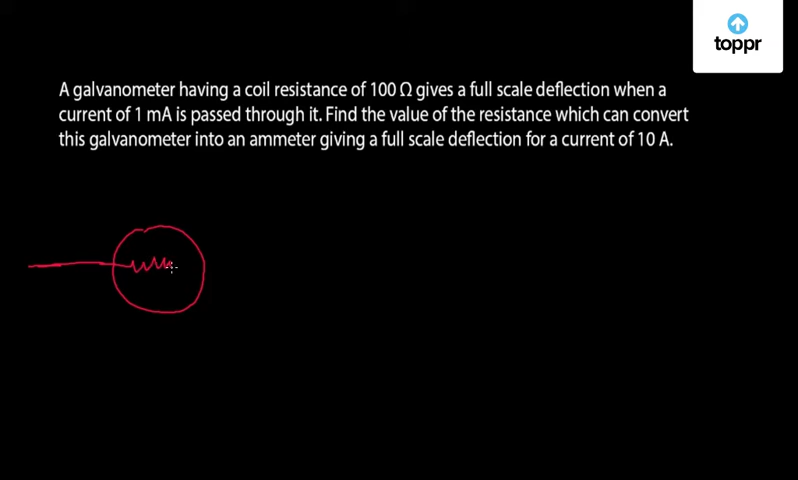 toppr
A galvanometer having a coil resistance of 100 Ω gives a full scale deflection when a
current of 1 mA is passed through it. Find the value of the resistance which can convert
this galvanometer into an ammeter giving a full scale deflection for a current of 10 A.